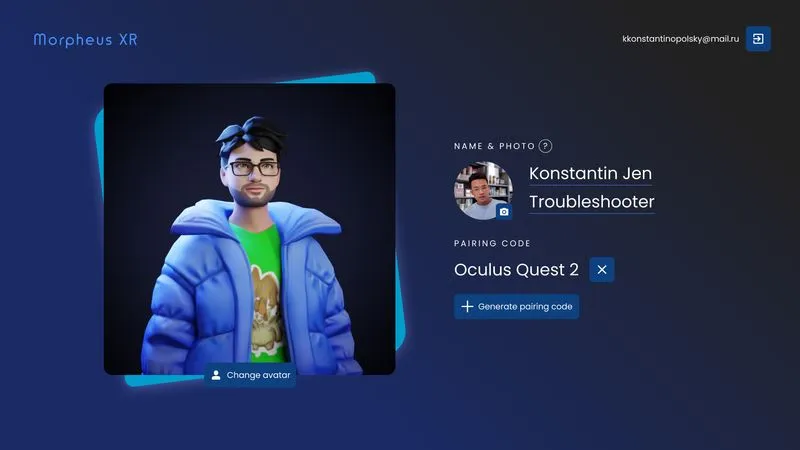 Morpheus XR
kkonstantinopolsky@mail.ru
NAME & PHOTO ?
Konstantin Jen
Troubleshooter
PAIRING CODE
Oculus Quest 2
Generate pairing code
Change avatar